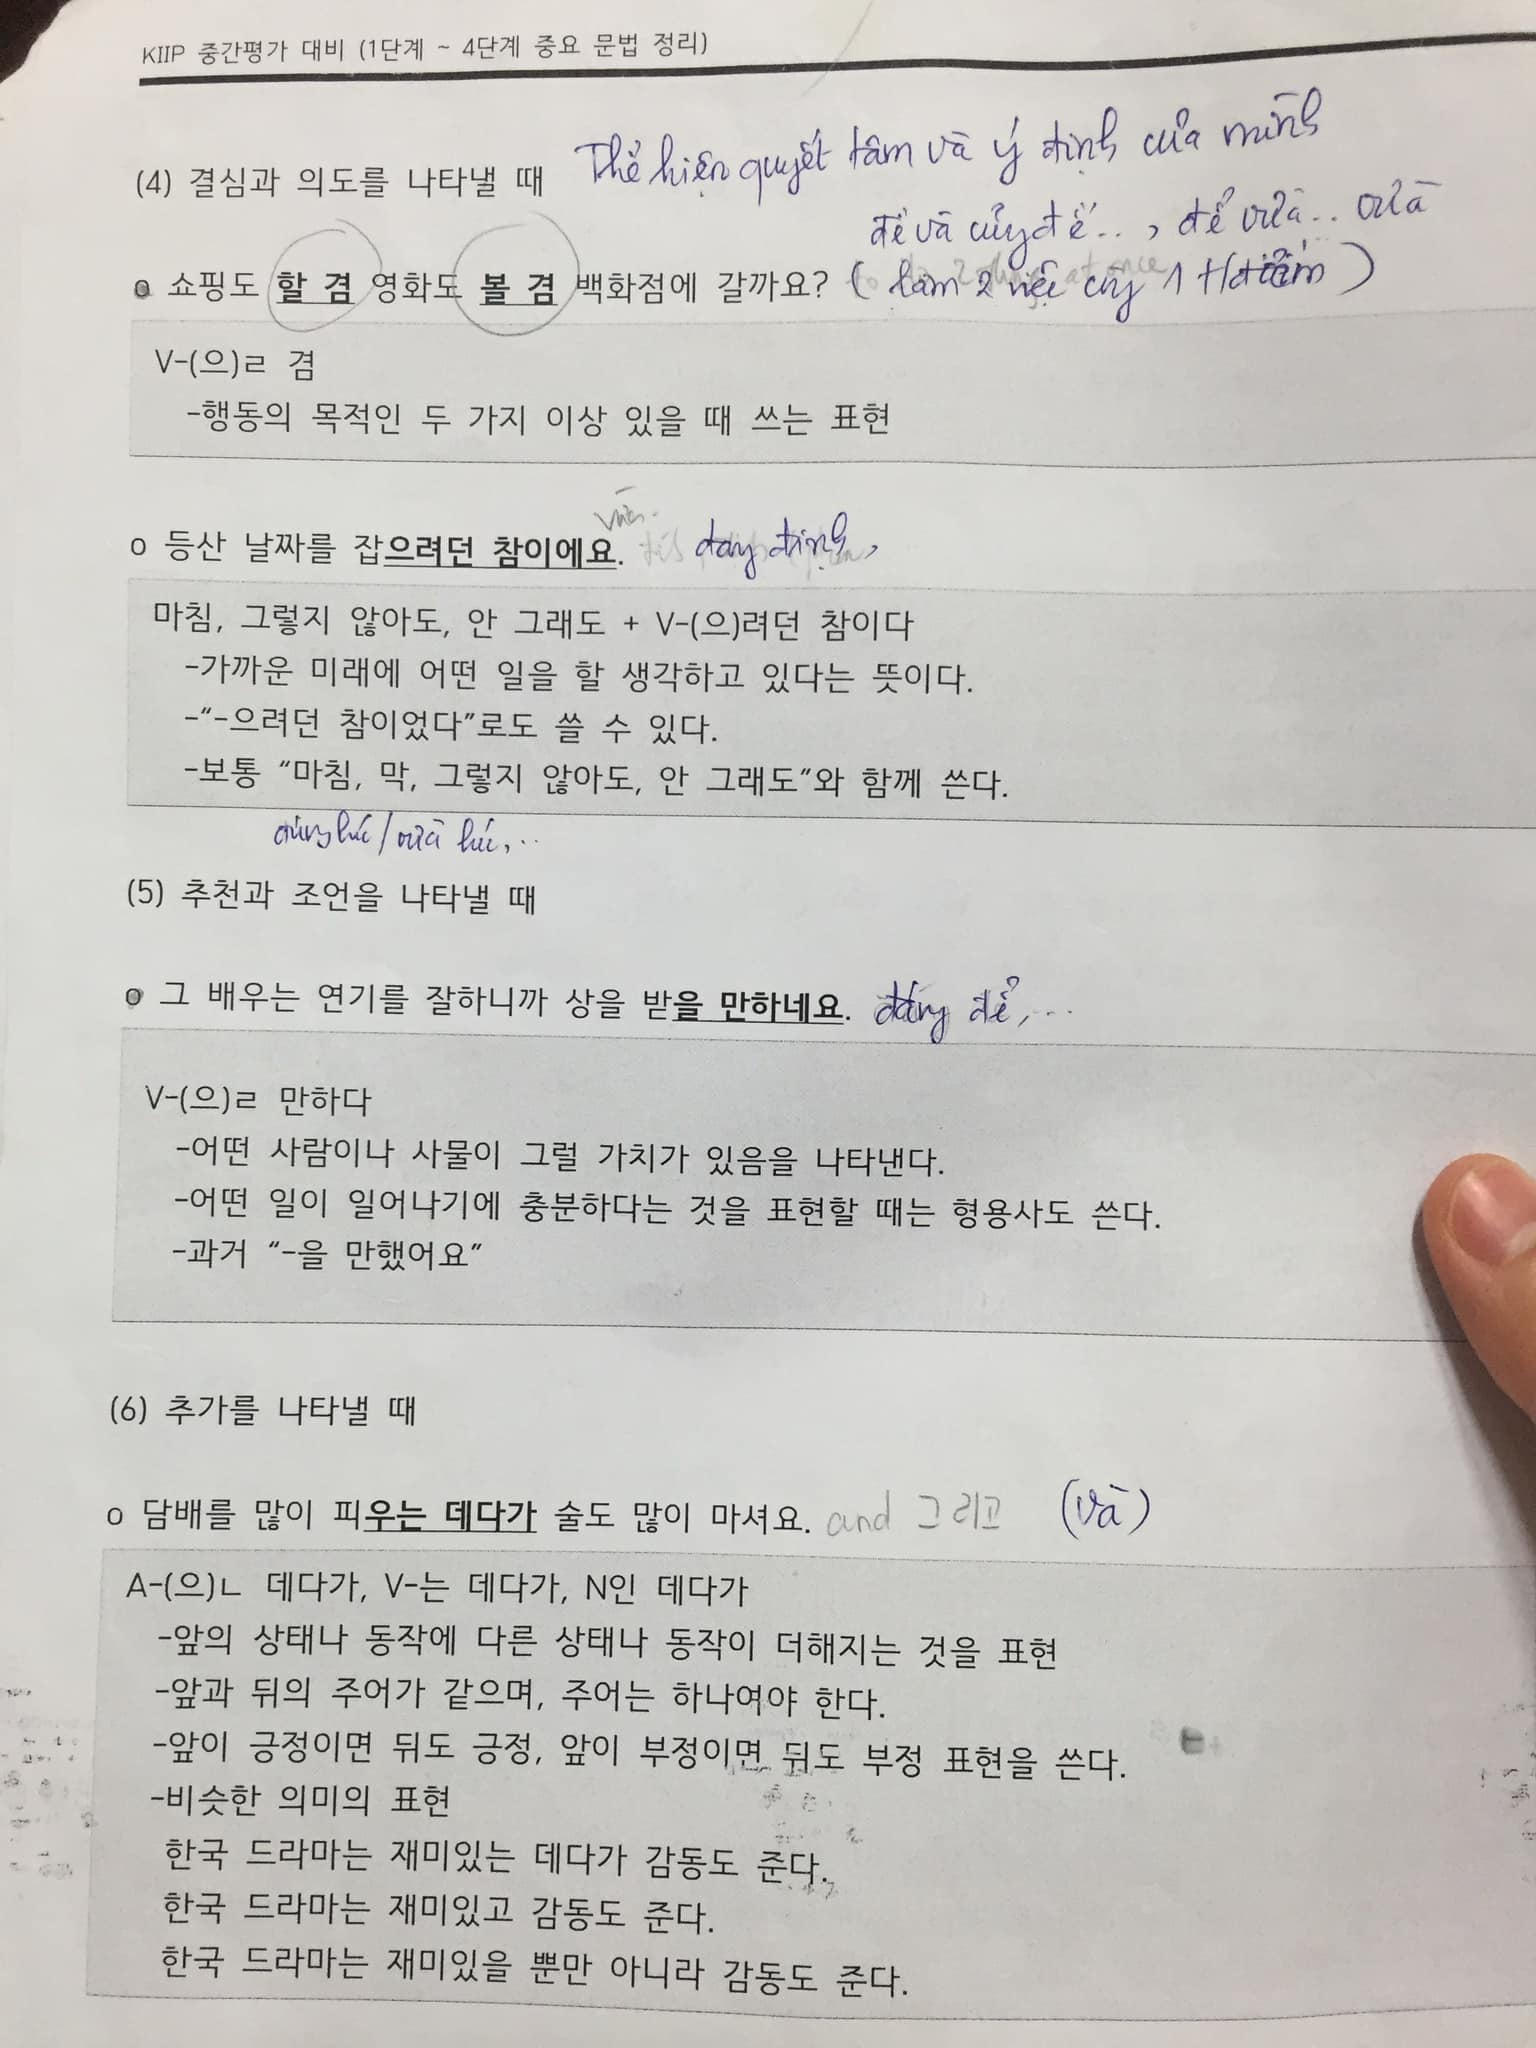 KIIP 중간평가 대비 (1단계 ~ 4단계 중요 문법 정리)
(4) 결심과 의도를 나타낼 때 Thể hiện quyết tâm và ý định của mình
để và cũng để.., để vừa.. vừa
o 쇼핑도 할 겸 영화도 볼 겸 백화점에 갈까요? (làm 2 việc cùng 1 thời điểm)
V-(으)ㄹ 겸
-행동의 목적인 두 가지 이상 있을 때 쓰는 표현
o 등산 날짜를 잡으려던 참이에요. đang định,
마침, 그렇지 않아도, 안 그래도 + V-(으)려던 참이다
-가까운 미래에 어떤 일을 할 생각하고 있다는 뜻이다.
-“-으려던 참이었다”로도 쓸 수 있다.
-보통 “마침, 막, 그렇지 않아도, 안 그래도”와 함께 쓴다.
đúng lúc / vừa lúc,..
(5) 추천과 조언을 나타낼 때
o 그 배우는 연기를 잘하니까 상을 받을 만하네요. đáng để,...
V-(으)ㄹ 만하다
-어떤 사람이나 사물이 그럴 가치가 있음을 나타낸다.
-어떤 일이 일어나기에 충분하다는 것을 표현할 때는 형용사도 쓴다.
-과거 “-을 만했어요”
(6) 추가를 나타낼 때
o 담배를 많이 피우는 데다가 술도 많이 마셔요. and 그리고 (và)
A-(으)ㄴ 데다가, V-는 데다가, N인 데다가
-앞의 상태나 동작에 다른 상태나 동작이 더해지는 것을 표현
-앞과 뒤의 주어가 같으며, 주어는 하나여야 한다.
-앞이 긍정이면 뒤도 긍정, 앞이 부정이면 뒤도 부정 표현을 쓴다.
-비슷한 의미의 표현
한국 드라마는 재미있는 데다가 감동도 준다.
한국 드라마는 재미있고 감동도 준다.
한국 드라마는 재미있을 뿐만 아니라 감동도 준다.